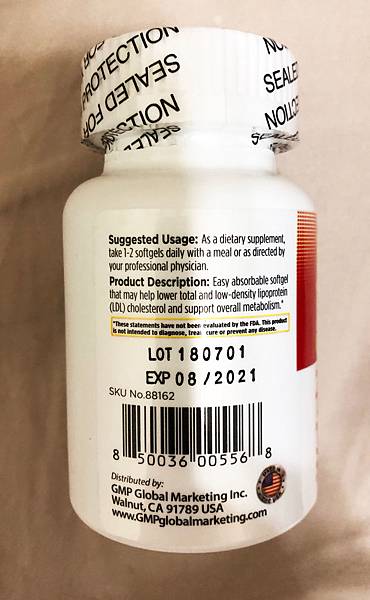 PROTECTION
SEALED FOR
SEALED
Suggested Usage: As a dietary supplement,
take 1-2 softgels daily with a meal or as directed by
your professional physician.
Product Description: Easy absorbable softgel
that may help lower total and low-density lipoprotein
(LDL) cholesterol and support overall metabolism.*
*These statements have not been evaluated by the FDA. This product
is not intended to diagnose, treat, cure or prevent any disease.
LOT 180701
EXP 08/2021
SKU No.88162
8 50036 00556 8
Distributed by:
GMP Global Marketing Inc.
Walnut, CA 91789 USA
www.GMPglobalmarketing.com